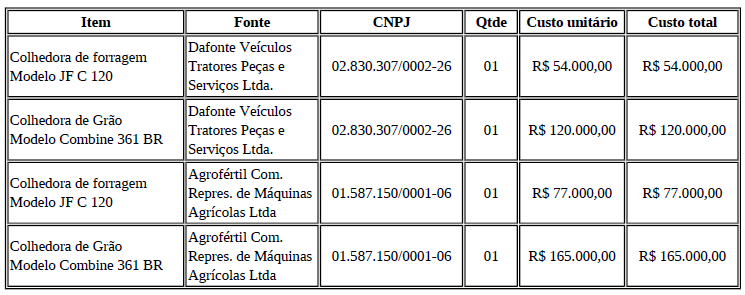 Item Fonte CNPJ Qtde Custo unitário Custo total
Colhedora de forragem
Modelo JF C 120
Dafonte Veículos
Tratores Peças e
Serviços Ltda.
02.830.307/0002-26 01 R$ 54.000,00 R$ 54.000,00
Colhedora de Grão
Modelo Combine 361 BR
Dafonte Veículos
Tratores Peças e
Serviços Ltda.
02.830.307/0002-26 01 R$ 120.000,00 R$ 120.000,00
Colhedora de forragem
Modelo JF C 120
Agrofértil Com.
Repres. de Máquinas
Agrícolas Ltda
01.587.150/0001-06 01 R$ 77.000,00 R$ 77.000,00
Colhedora de Grão
Modelo Combine 361 BR
Agrofértil Com.
Repres. de Máquinas
Agrícolas Ltda
01.587.150/0001-06 01 R$ 165.000,00 R$ 165.000,00